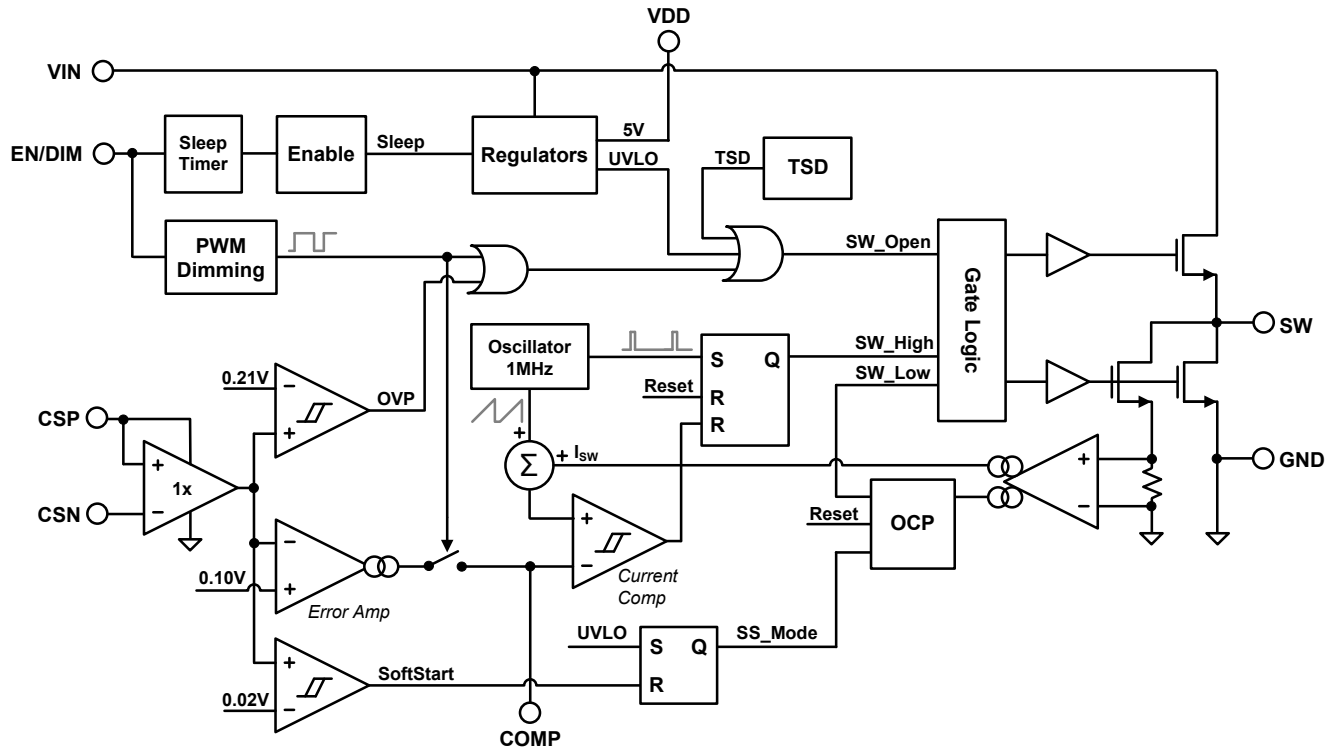 VDD
VIN
EN/DIM
Sleep
Timer
Enable
Sleep
Regulators
5V
UVLO
TSD
TSD
PWM
Dimming
SW_Open
Gate Logic
SW
Oscillator
1MHz
S
Q
R
R
Reset
SW_High
SW_Low
0.21V
−
+
OVP
CSP
CSN
+
−
1x
+
Σ
+ ISW
+
−
GND
OCP
Reset
+
−
Current
Comp
−
+
0.10V
Error Amp
UVLO
S
Q
R
SS_Mode
+
−
0.02V
SoftStart
COMP